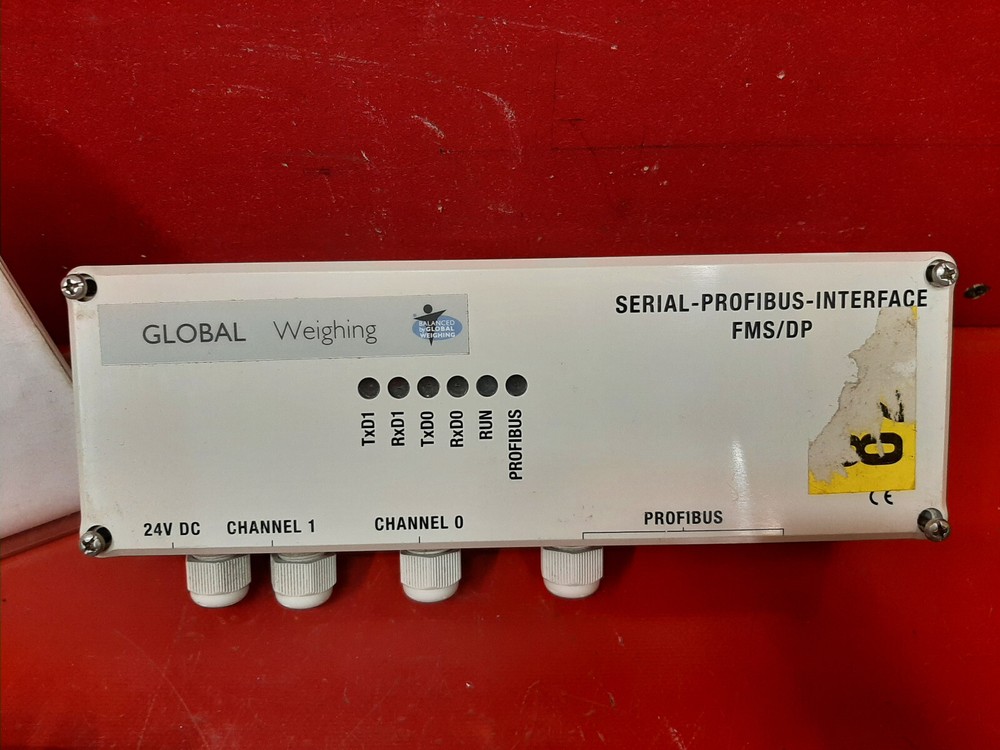 GLOBAL Weighing
BALANCED
by GLOBAL
WEIGHING
SERIAL-PROFIBUS-INTERFACE
FMS/DP
TxD1
RxD1
TxD0
RxD0
RUN
PROFIBUS
CE
24V DC
CHANNEL 1
CHANNEL 0
PROFIBUS